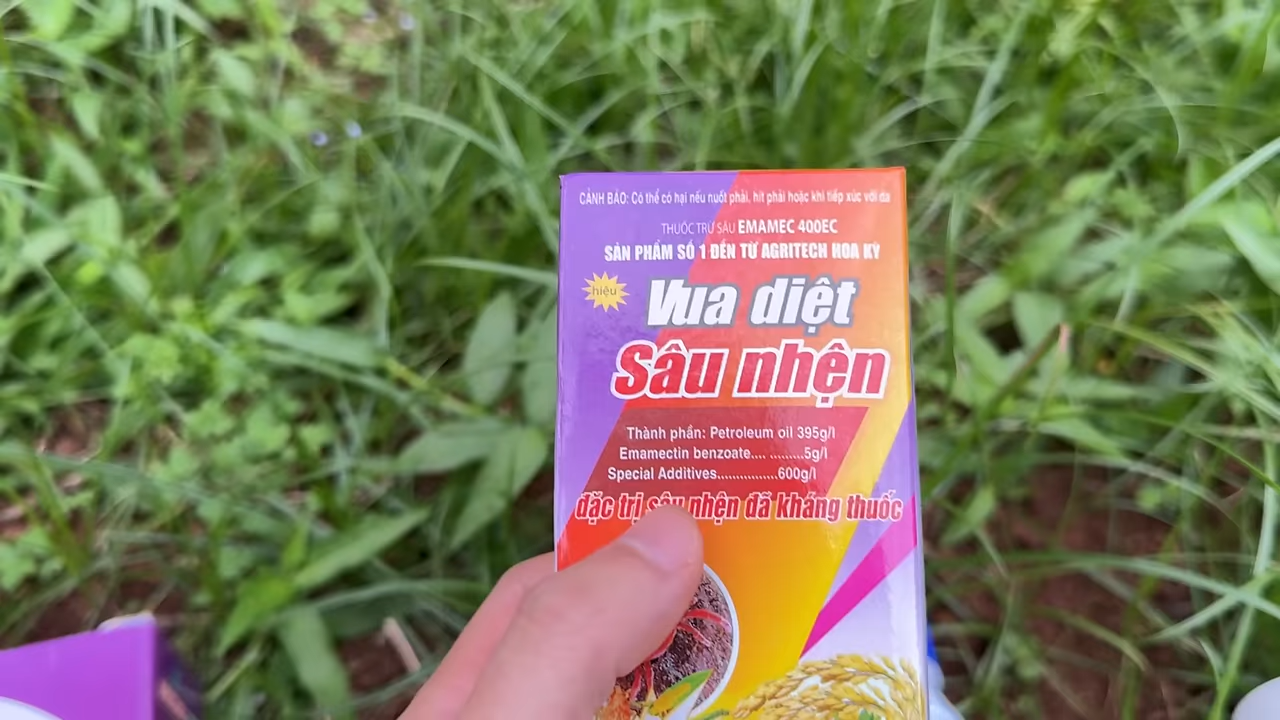 CẢNH BÁO: Có thể có hại nếu nuốt phải, hít phải hoặc khi tiếp xúc với da
THUỐC TRỪ SÂU EMAMEC 400EC
SẢN PHẨM SỐ 1 ĐẾN TỪ AGRITECH HOA KỲ
hiệu
Vua diệt
Sâu nhện
Thành phần: Petroleum oil 395g/l
Emamectin benzoate.... .........5g/l
Special Additives.................600g/l
đặc trị sâu nhện đã kháng thuốc